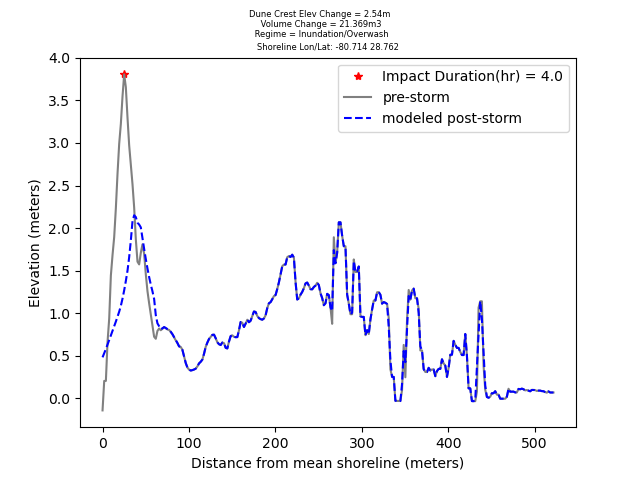 Dune Crest Elev Change = 2.54m
Volume Change = 21.369m3
Regime = Inundation/Overwash
Shoreline Lon/Lat: -80.714 28.762
Impact Duration(hr) = 4.0
pre-storm
modeled post-storm
Elevation (meters)
4.0
3.5
3.0
2.5
2.0
1.5
1.0
0.5
0.0
0 100 200 300 400 500
Distance from mean shoreline (meters)